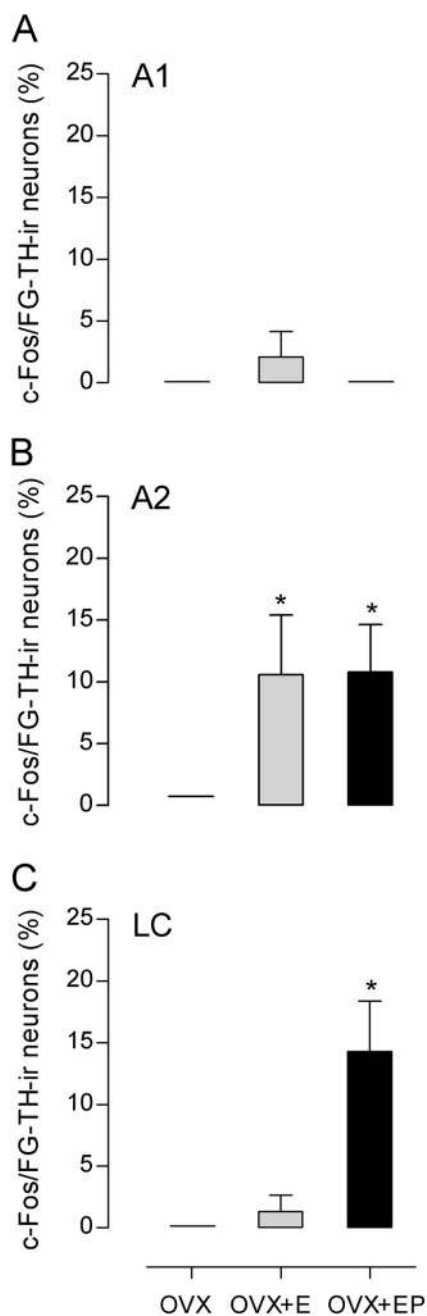 A
A1
c-Fos/FG-TH-ir neurons (%)
25
20
15
10
5
0
B
A2
c-Fos/FG-TH-ir neurons (%)
25
20
15
10
5
0
*
*
C
LC
c-Fos/FG-TH-ir neurons (%)
25
20
15
10
5
0
*
OVX OVX+E OVX+EP